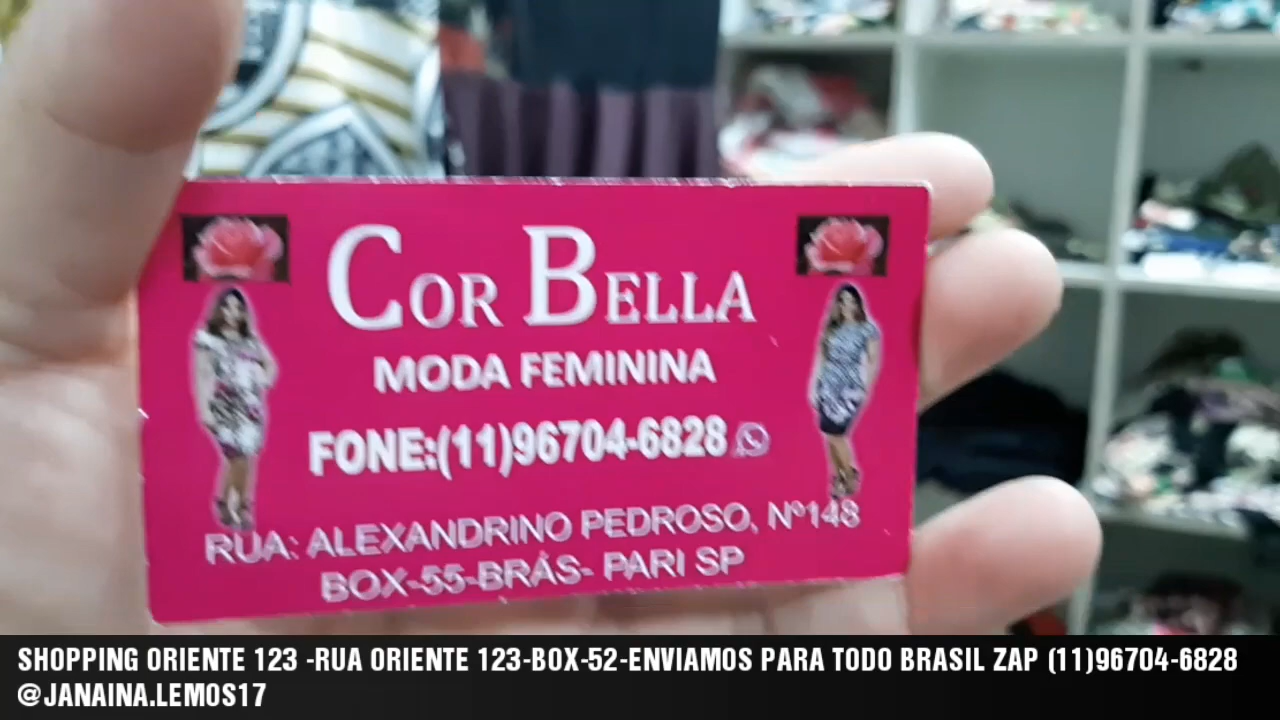 COR BELLA
MODA FEMININA
FONE:(11)96704-6828
RUA: ALEXANDRINO PEDROSO, Nº148
BOX-55-BRÁS- PARI SP
SHOPPING ORIENTE 123 -RUA ORIENTE 123-BOX-52-ENVIAMOS PARA TODO BRASIL ZAP (11)96704-6828
@JANAINA.LEMOS17